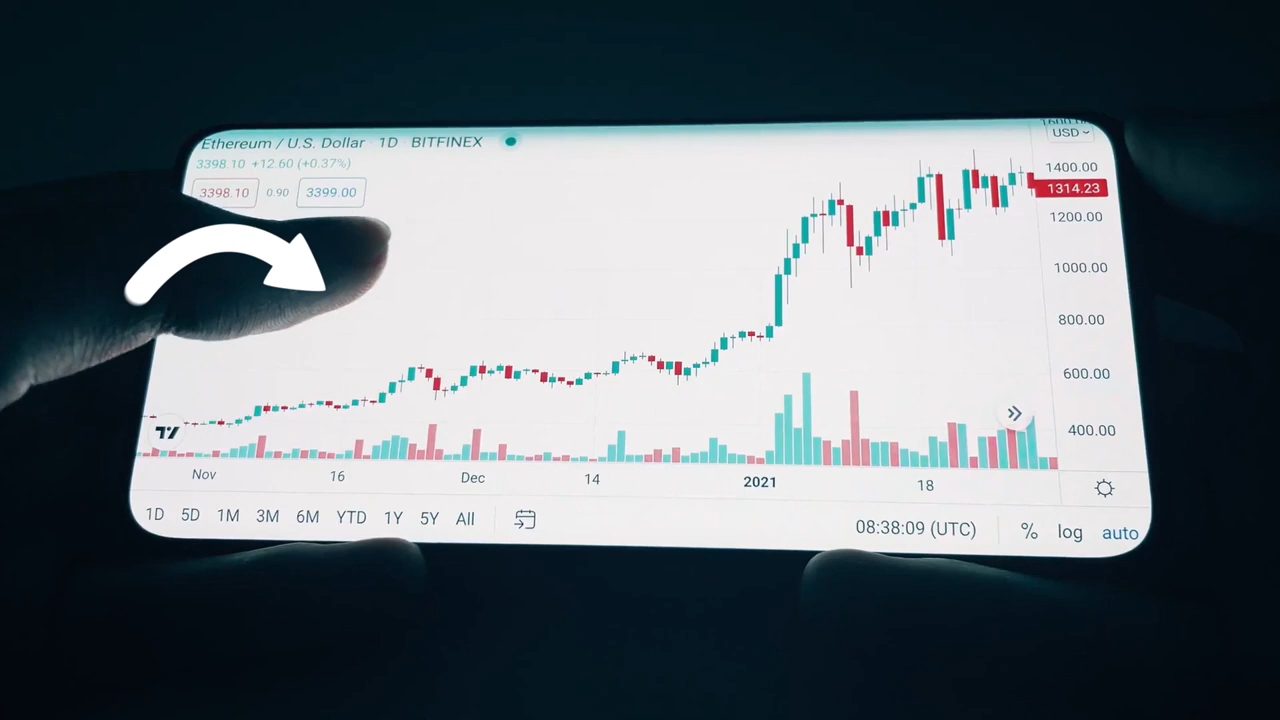 Ethereum / U.S. Dollar 1D BITFINEX
3398.10 +12.60 (+0.37%)
3398.10 0.90 3399.00
USD
1400.00
1314.23
1200.00
1000.00
800.00
600.00
400.00
Nov 16 Dec 14 2021 18
1D 5D 1M 3M 6M YTD 1Y 5Y All
08:38:09 (UTC) % log auto